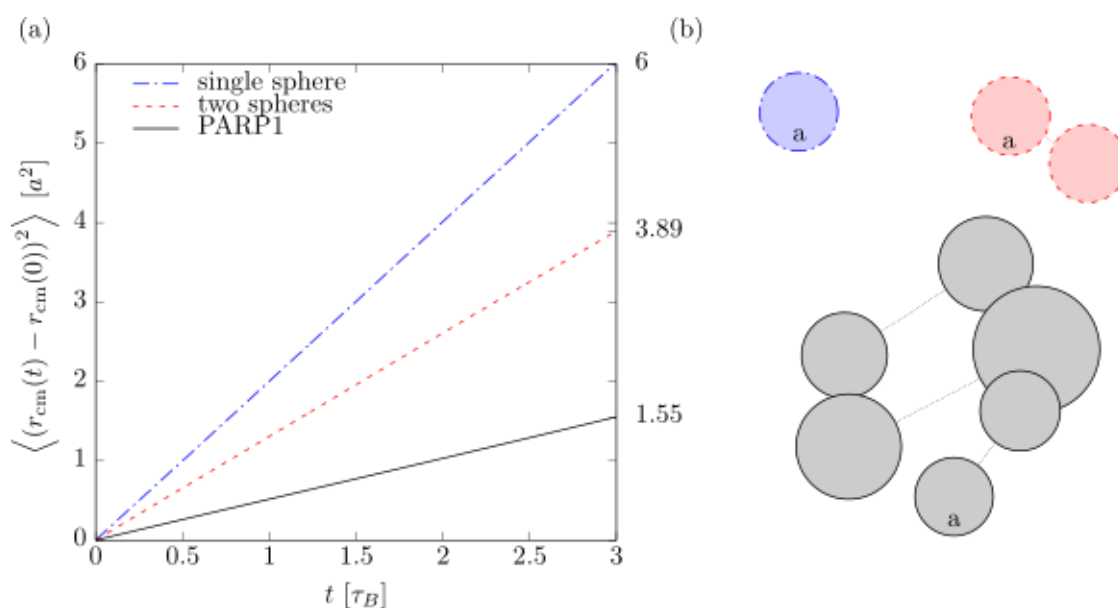 (a)
(b)
6
5
4
3
2
1
0
⟨(r_cm(t) − r_cm(0))²⟩ [a²]
single sphere
two spheres
PARP1
6
3.89
1.55
0 0.5 1 1.5 2 2.5 3
t [τ_B]
a
a
a